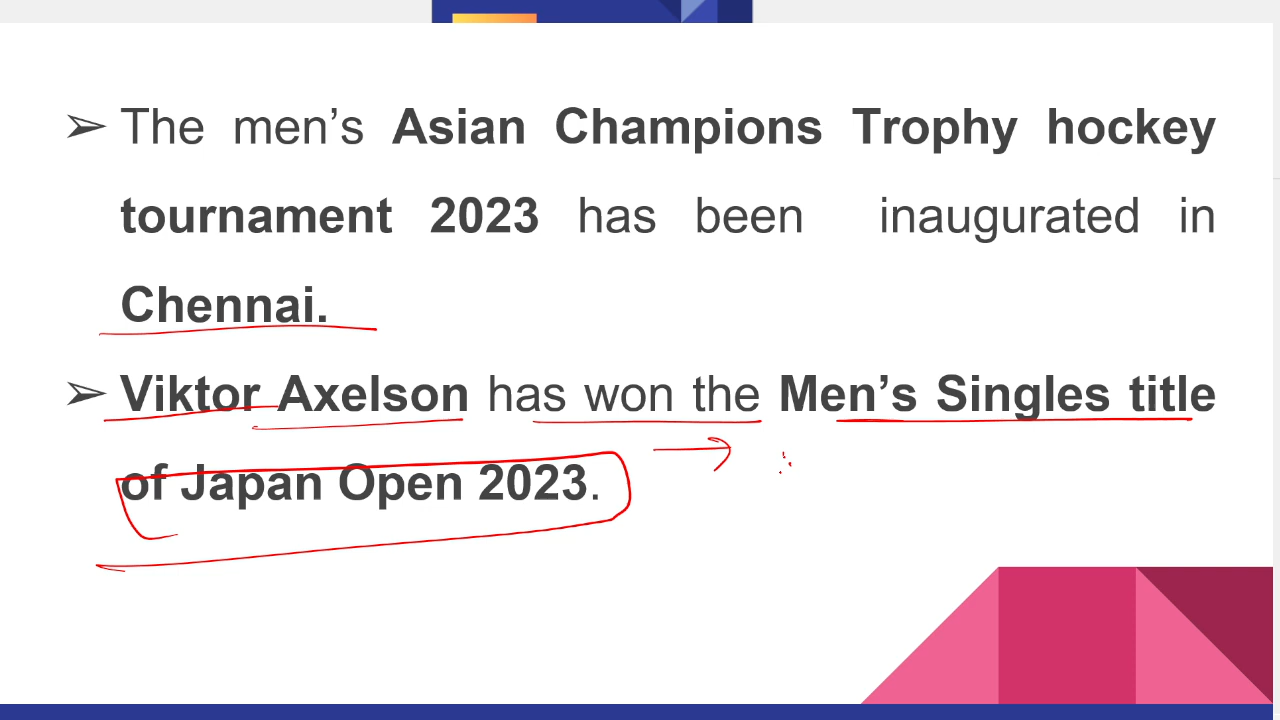 ➢ The men’s Asian Champions Trophy hockey
tournament 2023 has been inaugurated in
Chennai.
➢ Viktor Axelson has won the Men’s Singles title
of Japan Open 2023.